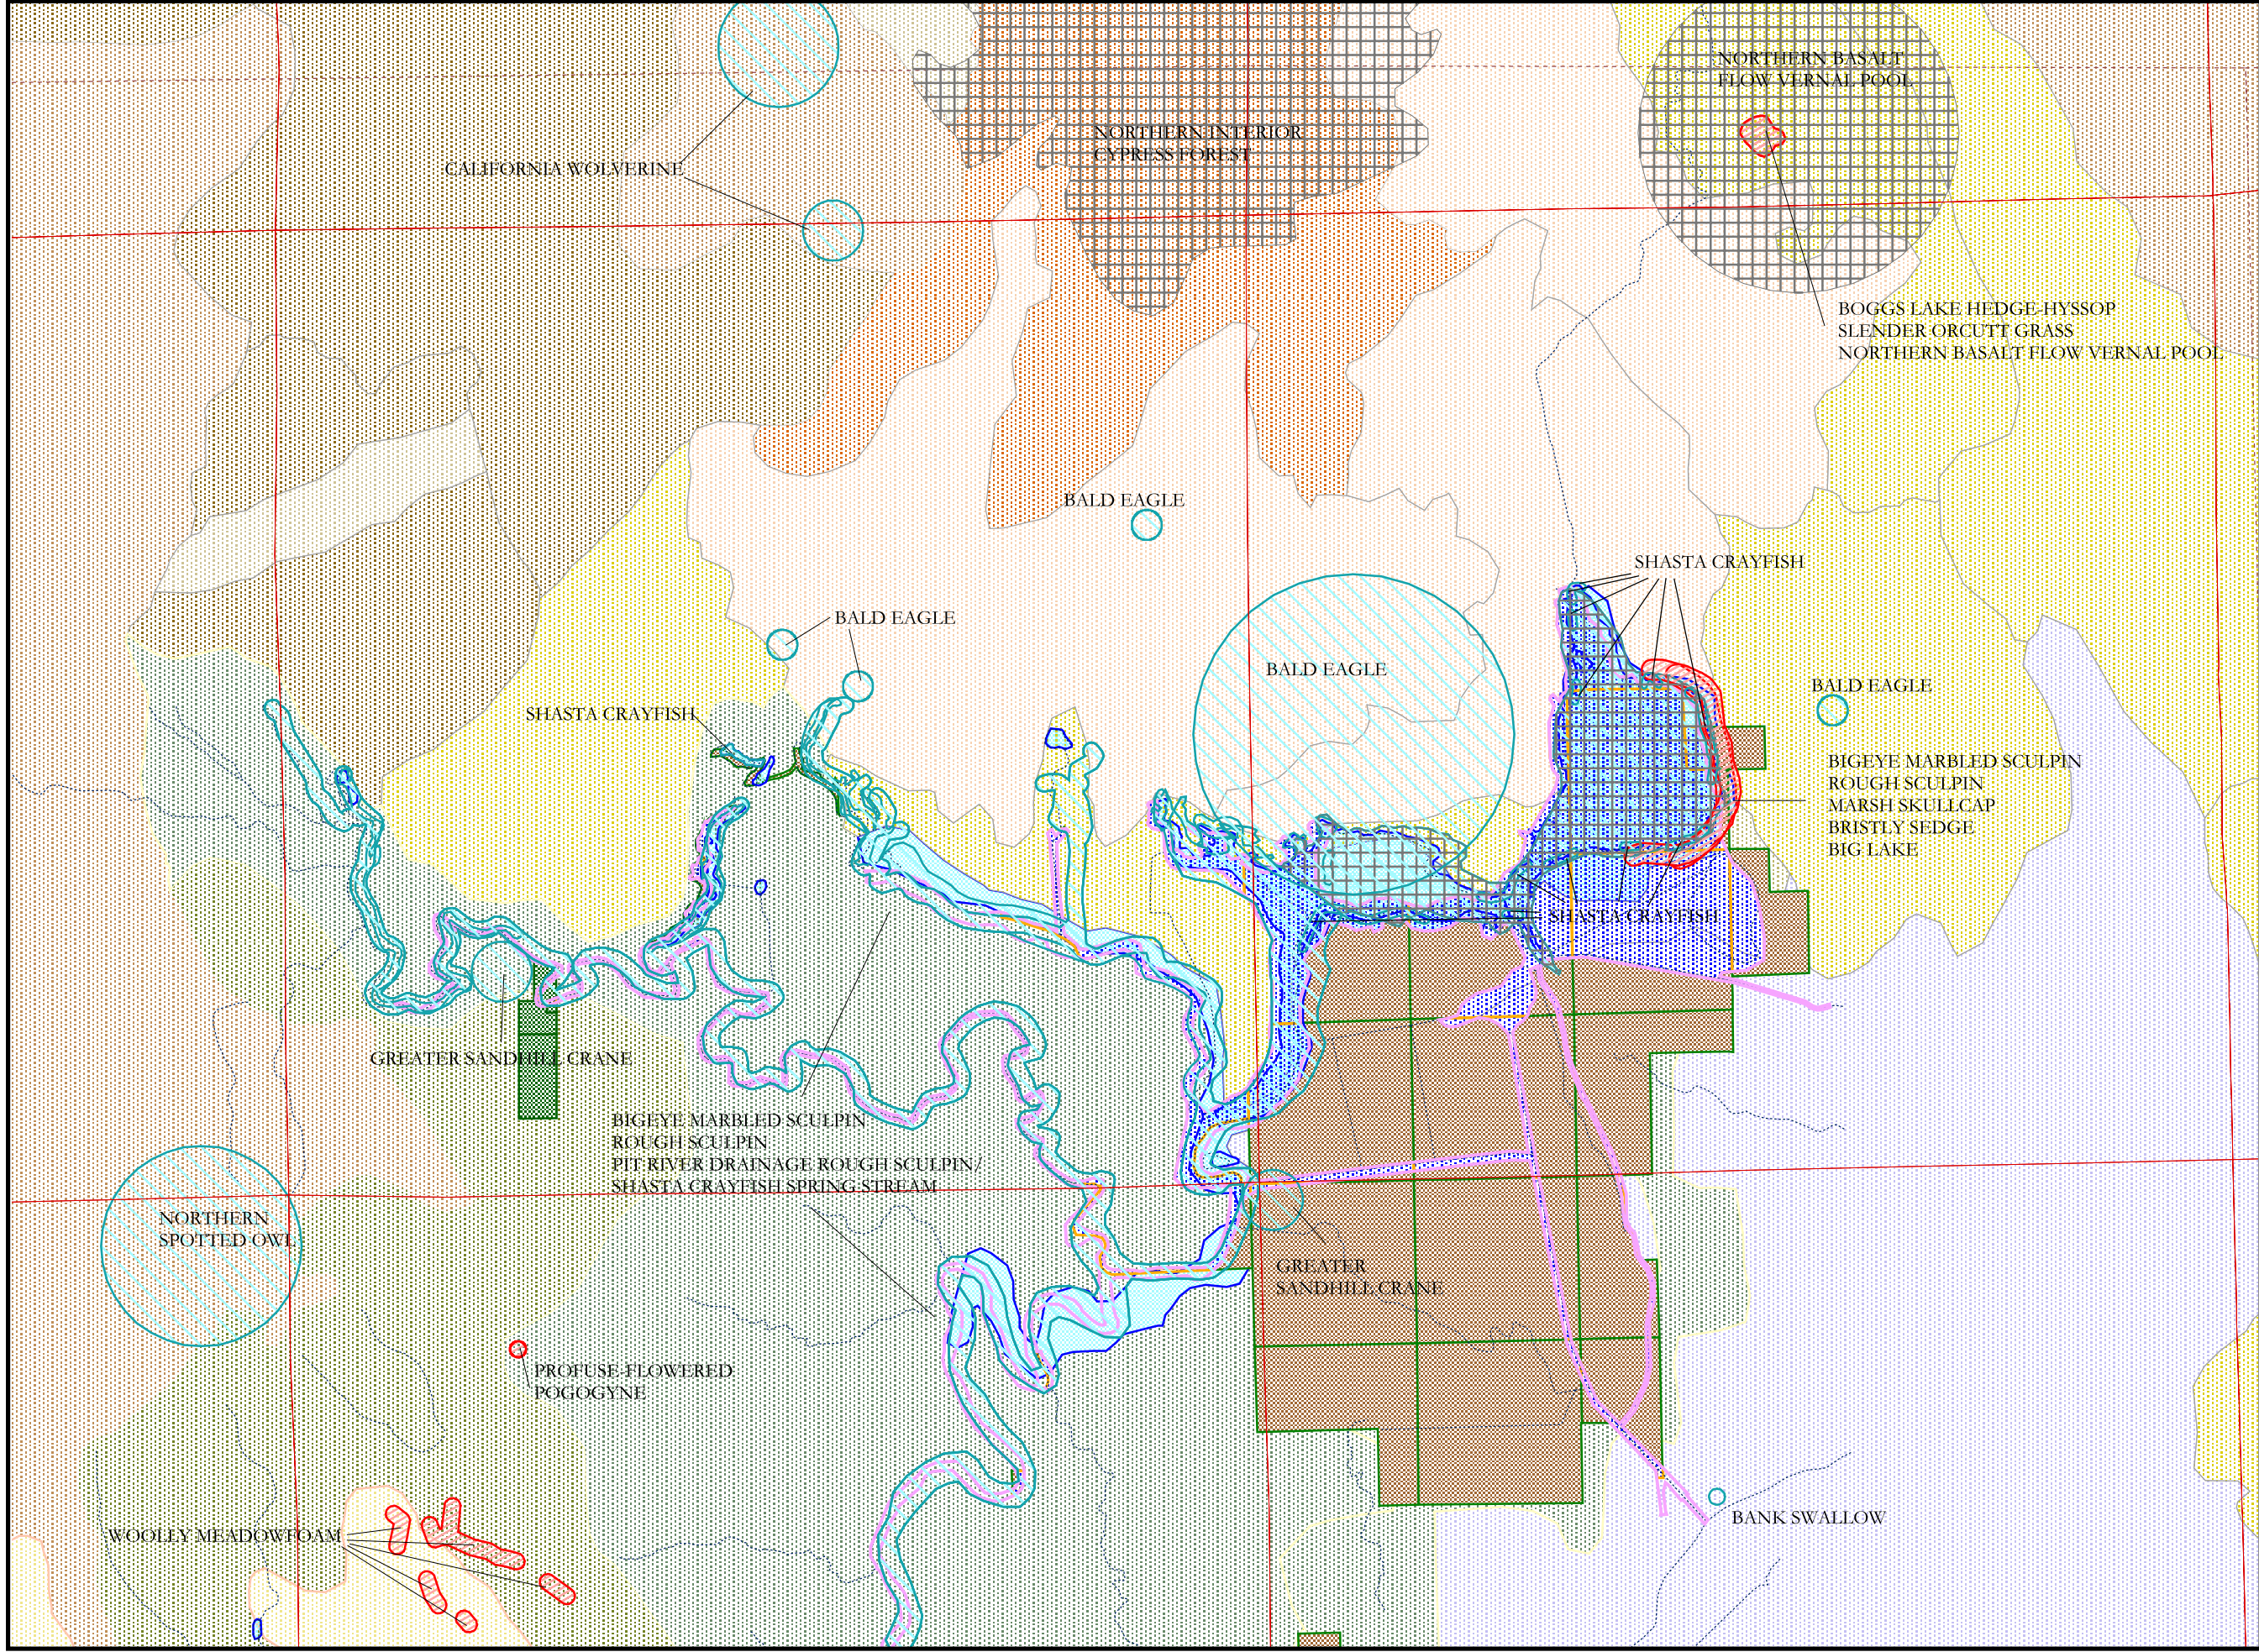 NORTHERN BASALT
FLOW VERNAL POOL
NORTHERN INTERIOR
CYPRESS FOREST
CALIFORNIA WOLVERINE
BOGGS LAKE HEDGE-HYSSOP
SLENDER ORCUTT GRASS
NORTHERN BASALT FLOW VERNAL POOL
BALD EAGLE
SHASTA CRAYFISH
BALD EAGLE
BALD EAGLE
BALD EAGLE
SHASTA CRAYFISH
BIGEYE MARBLED SCULPIN
ROUGH SCULPIN
MARSH SKULLCAP
BRISTLY SEDGE
BIG LAKE
SHASTA CRAYFISH
GREATER SANDHILL CRANE
BIGEYE MARBLED SCULPIN
ROUGH SCULPIN
PIT RIVER DRAINAGE ROUGH SCULPIN/
SHASTA CRAYFISH SPRING STREAM
NORTHERN
SPOTTED OWL
GREATER
SANDHILL CRANE
PROFUSE-FLOWERED
POGOGYNE
WOOLLY MEADOWFOAM
BANK SWALLOW